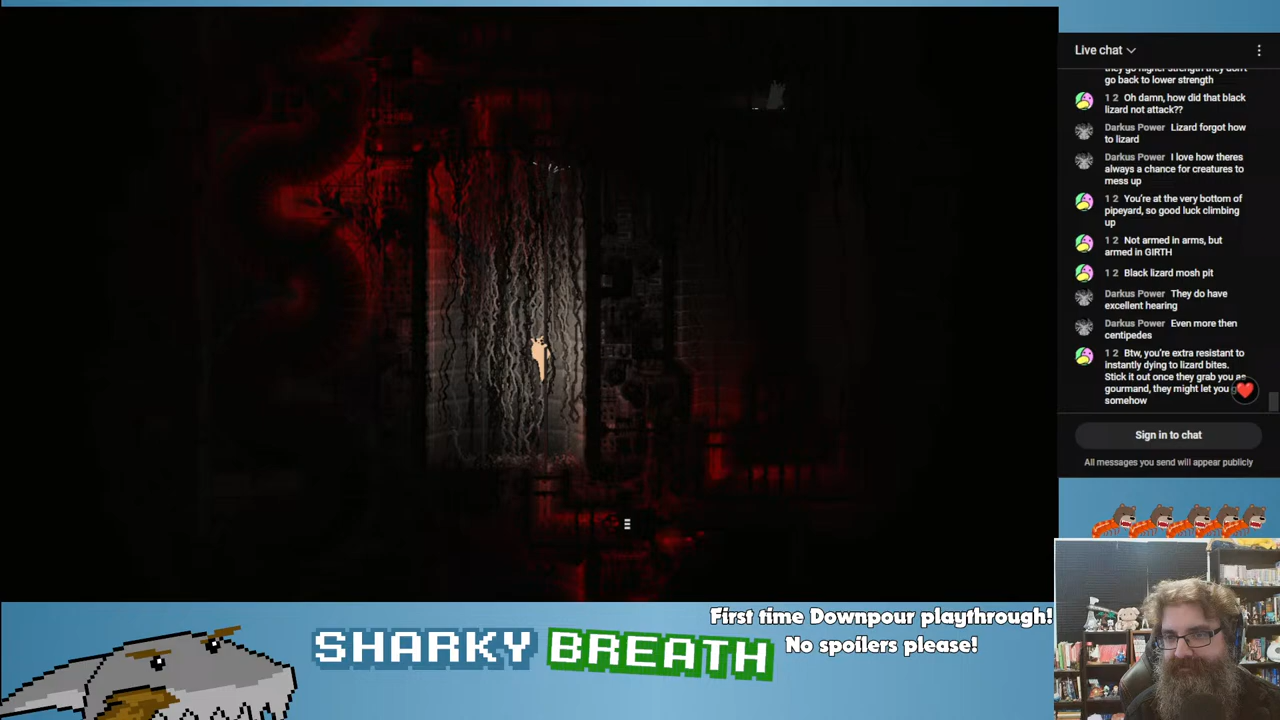 Live chat
they go higher strength they don't
go back to lower strength
1 2 Oh damn, how did that black
lizard not attack??
Darkus Power Lizard forgot how
to lizard
Darkus Power I love how theres
always a chance for creatures to
mess up
1 2 You're at the very bottom of
pipeyard, so good luck climbing
up
1 2 Not armed in arms, but
armed in GIRTH
1 2 Black lizard mosh pit
Darkus Power They do have
excellent hearing
Darkus Power Even more then
centipedes
1 2 Btw, you're extra resistant to
instantly dying to lizard bites.
Stick it out once they grab you as
gourmand, they might let you
somehow
Sign in to chat
All messages you send will appear publicly
First time Downpour playthrough!
No spoilers please!
SHARKY BREATH